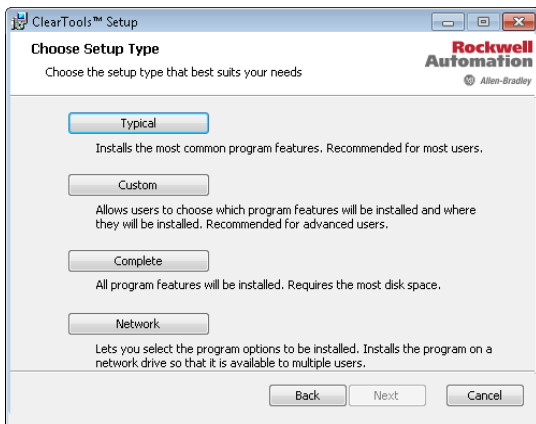 ClearTools™ Setup
Choose Setup Type
Choose the setup type that best suits your needs
Rockwell
Automation
Allen-Bradley
Typical
Installs the most common program features. Recommended for most users.
Custom
Allows users to choose which program features will be installed and where
they will be installed. Recommended for advanced users.
Complete
All program features will be installed. Requires the most disk space.
Network
Lets you select the program options to be installed. Installs the program on a
network drive so that it is available to multiple users.
Back Next Cancel